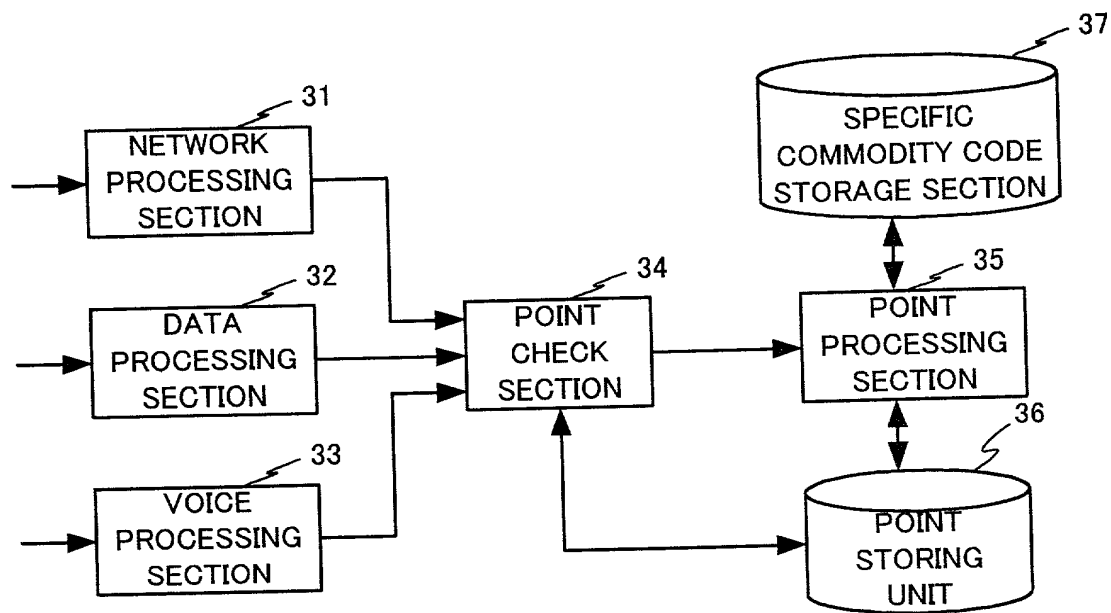 31
NETWORK
PROCESSING
SECTION
32
DATA
PROCESSING
SECTION
33
VOICE
PROCESSING
SECTION
34
POINT
CHECK
SECTION
37
SPECIFIC
COMMODITY CODE
STORAGE SECTION
35
POINT
PROCESSING
SECTION
36
POINT
STORING
UNIT